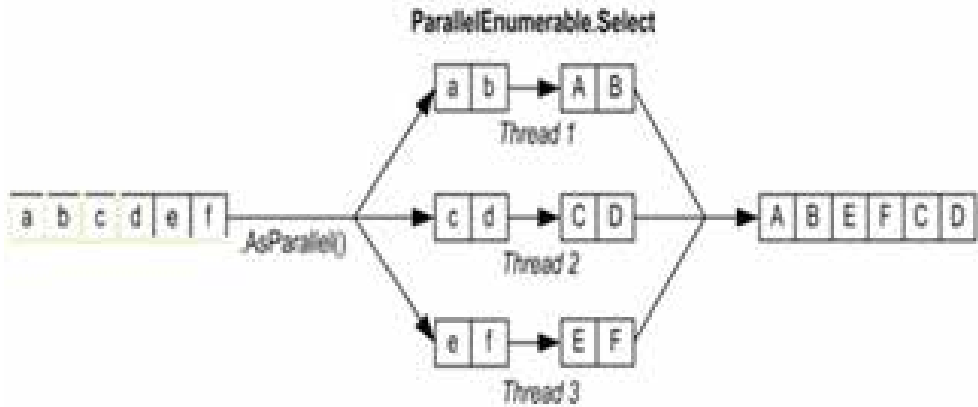 ParallelEnumerable.Select
a b A B
Thread 1
a b c d e f
.AsParallel()
c d C D
Thread 2
A B E F C D
e f E F
Thread 3